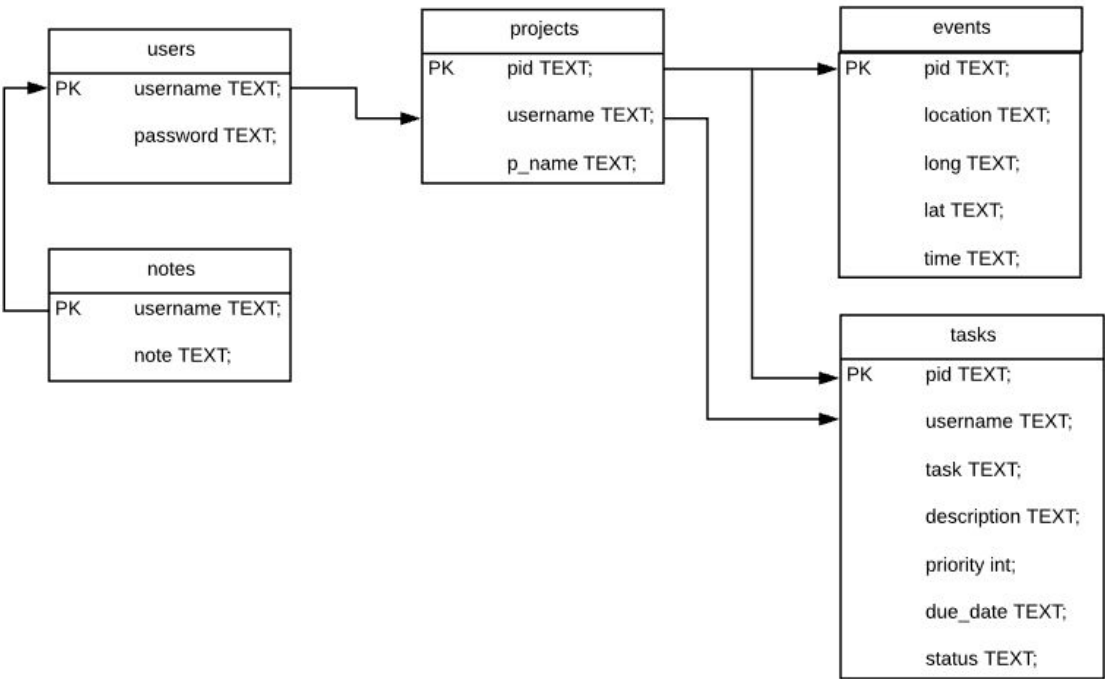 users
PK username TEXT;
password TEXT;
notes
PK username TEXT;
note TEXT;
projects
PK pid TEXT;
username TEXT;
p_name TEXT;
events
PK pid TEXT;
location TEXT;
long TEXT;
lat TEXT;
time TEXT;
tasks
PK pid TEXT;
username TEXT;
task TEXT;
description TEXT;
priority int;
due_date TEXT;
status TEXT;